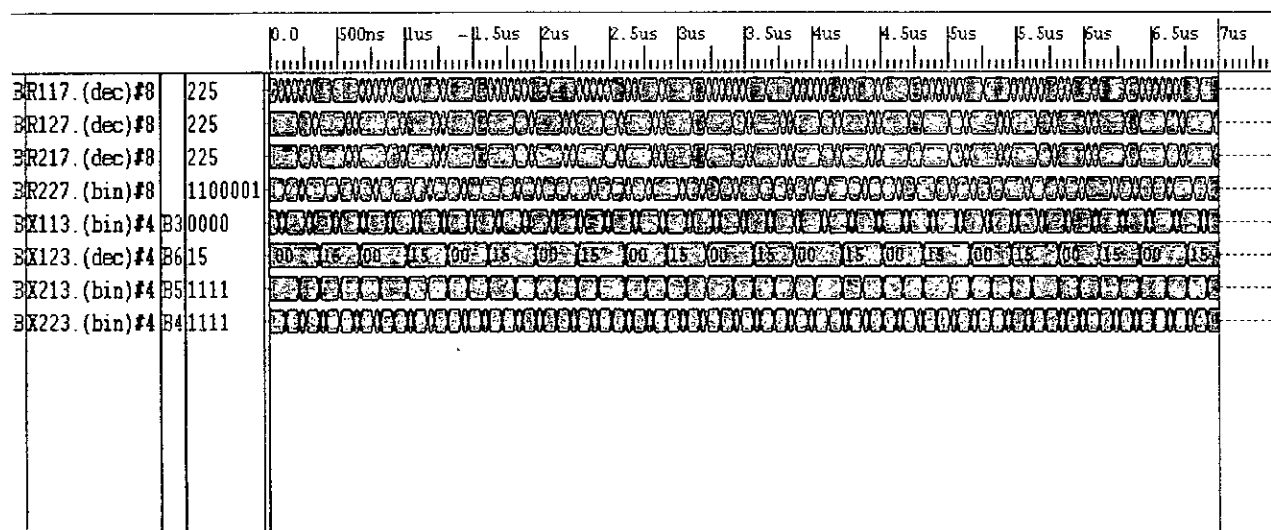 0.0 500ns 1us 1.5us 2us 2.5us 3us 3.5us 4us 4.5us 5us 5.5us 6us 6.5us 7us
BR117.(dec)#8 225
BR127.(dec)#8 225
BR217.(dec)#8 225
BR227.(bin)#8 1100001
BX113.(bin)#4 B3 0000
BX123.(dec)#4 B6 15 00 15 00 15 00 15 00 15 00 15 00 15 00 15 00 15 00 15 00 15 00 15
BX213.(bin)#4 B5 1111
BX223.(bin)#4 B4 1111